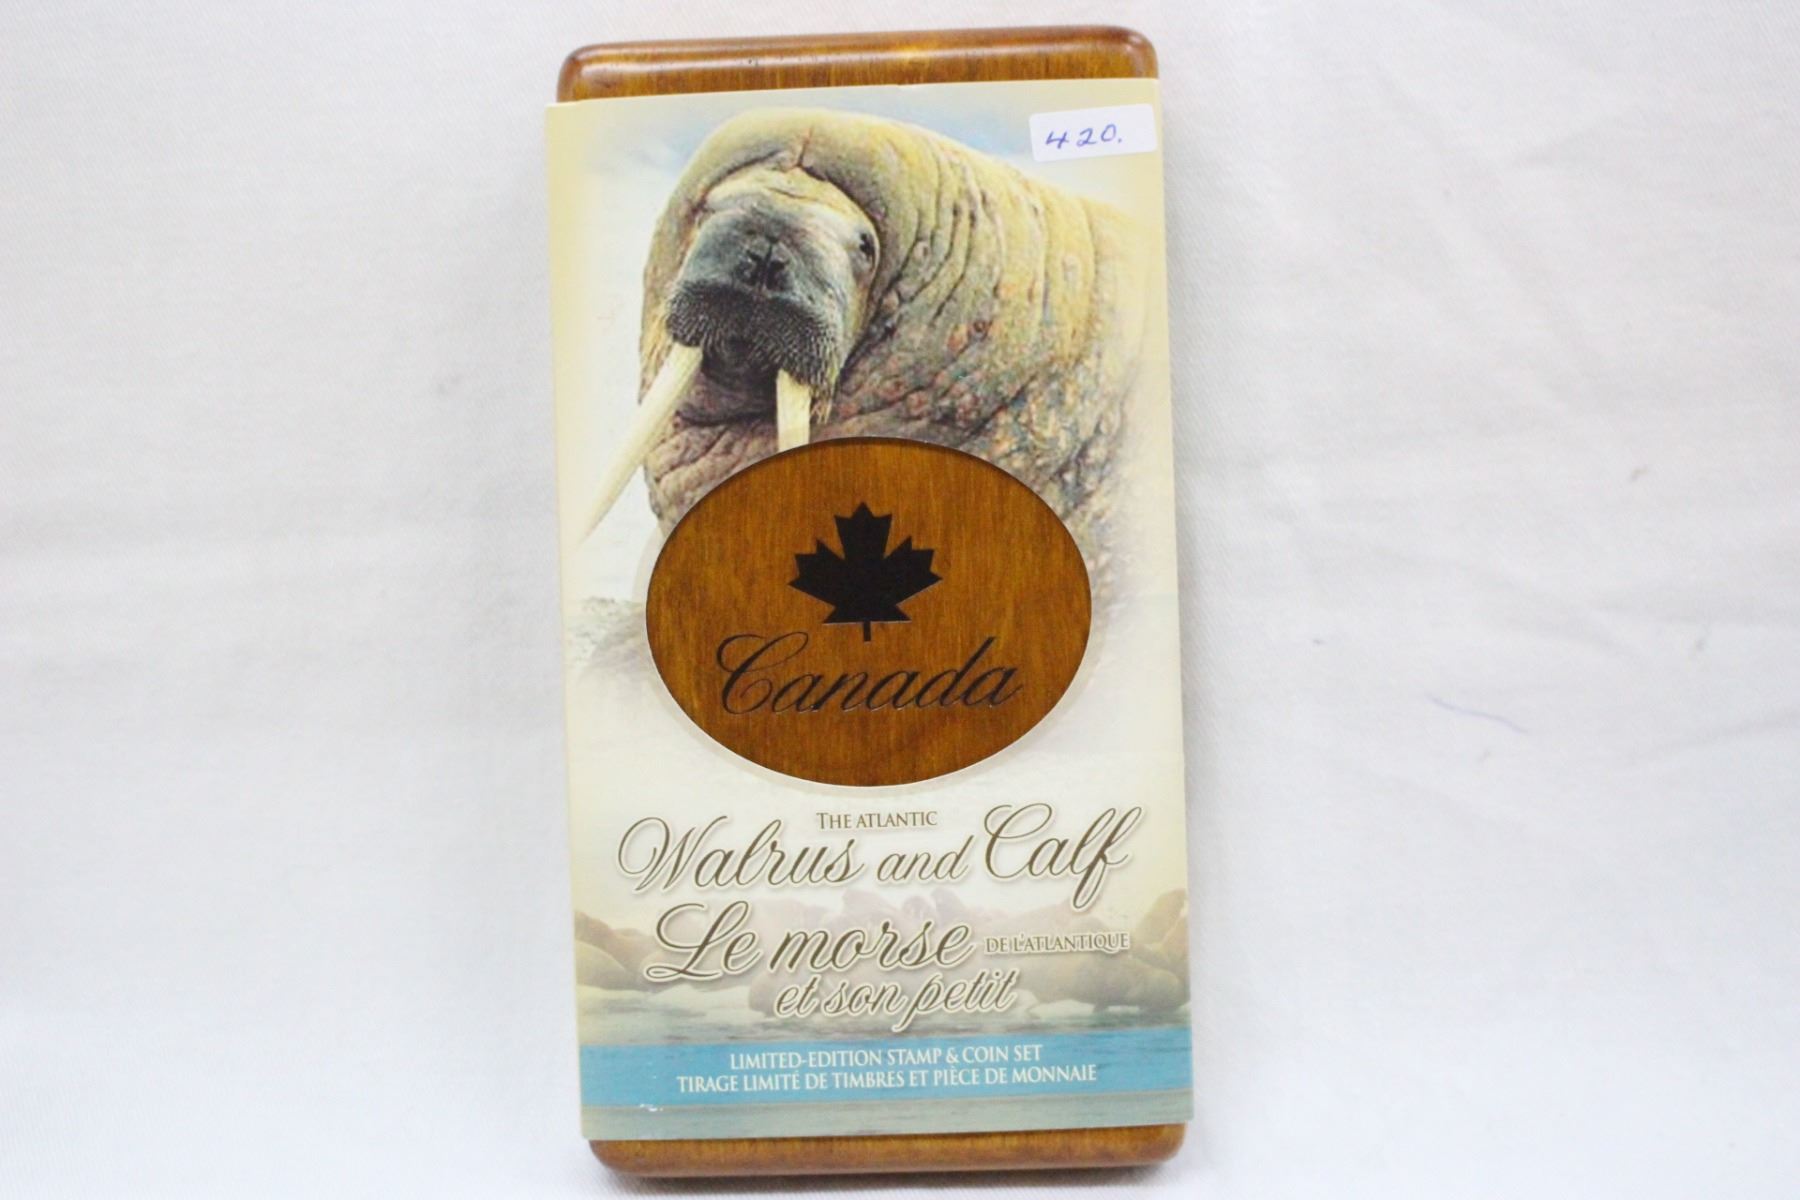 420.
Canada
THE ATLANTIC
Walrus and Calf
Le morse DE L'ATLANTIQUE
et son petit
LIMITED-EDITION STAMP & COIN SET
TIRAGE LIMITÉ DE TIMBRES ET PIÈCE DE MONNAIE